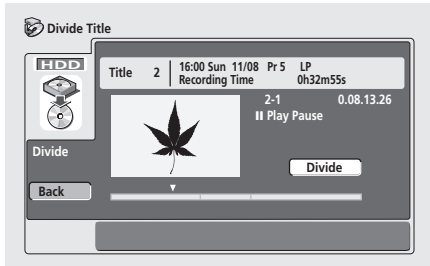 Divide Title
HDD
Title 2 16:00 Sun 11/08 Pr 5 LP
Recording Time 0h32m55s
2-1 0.08.13.26
Play Pause
Divide
Divide
Back